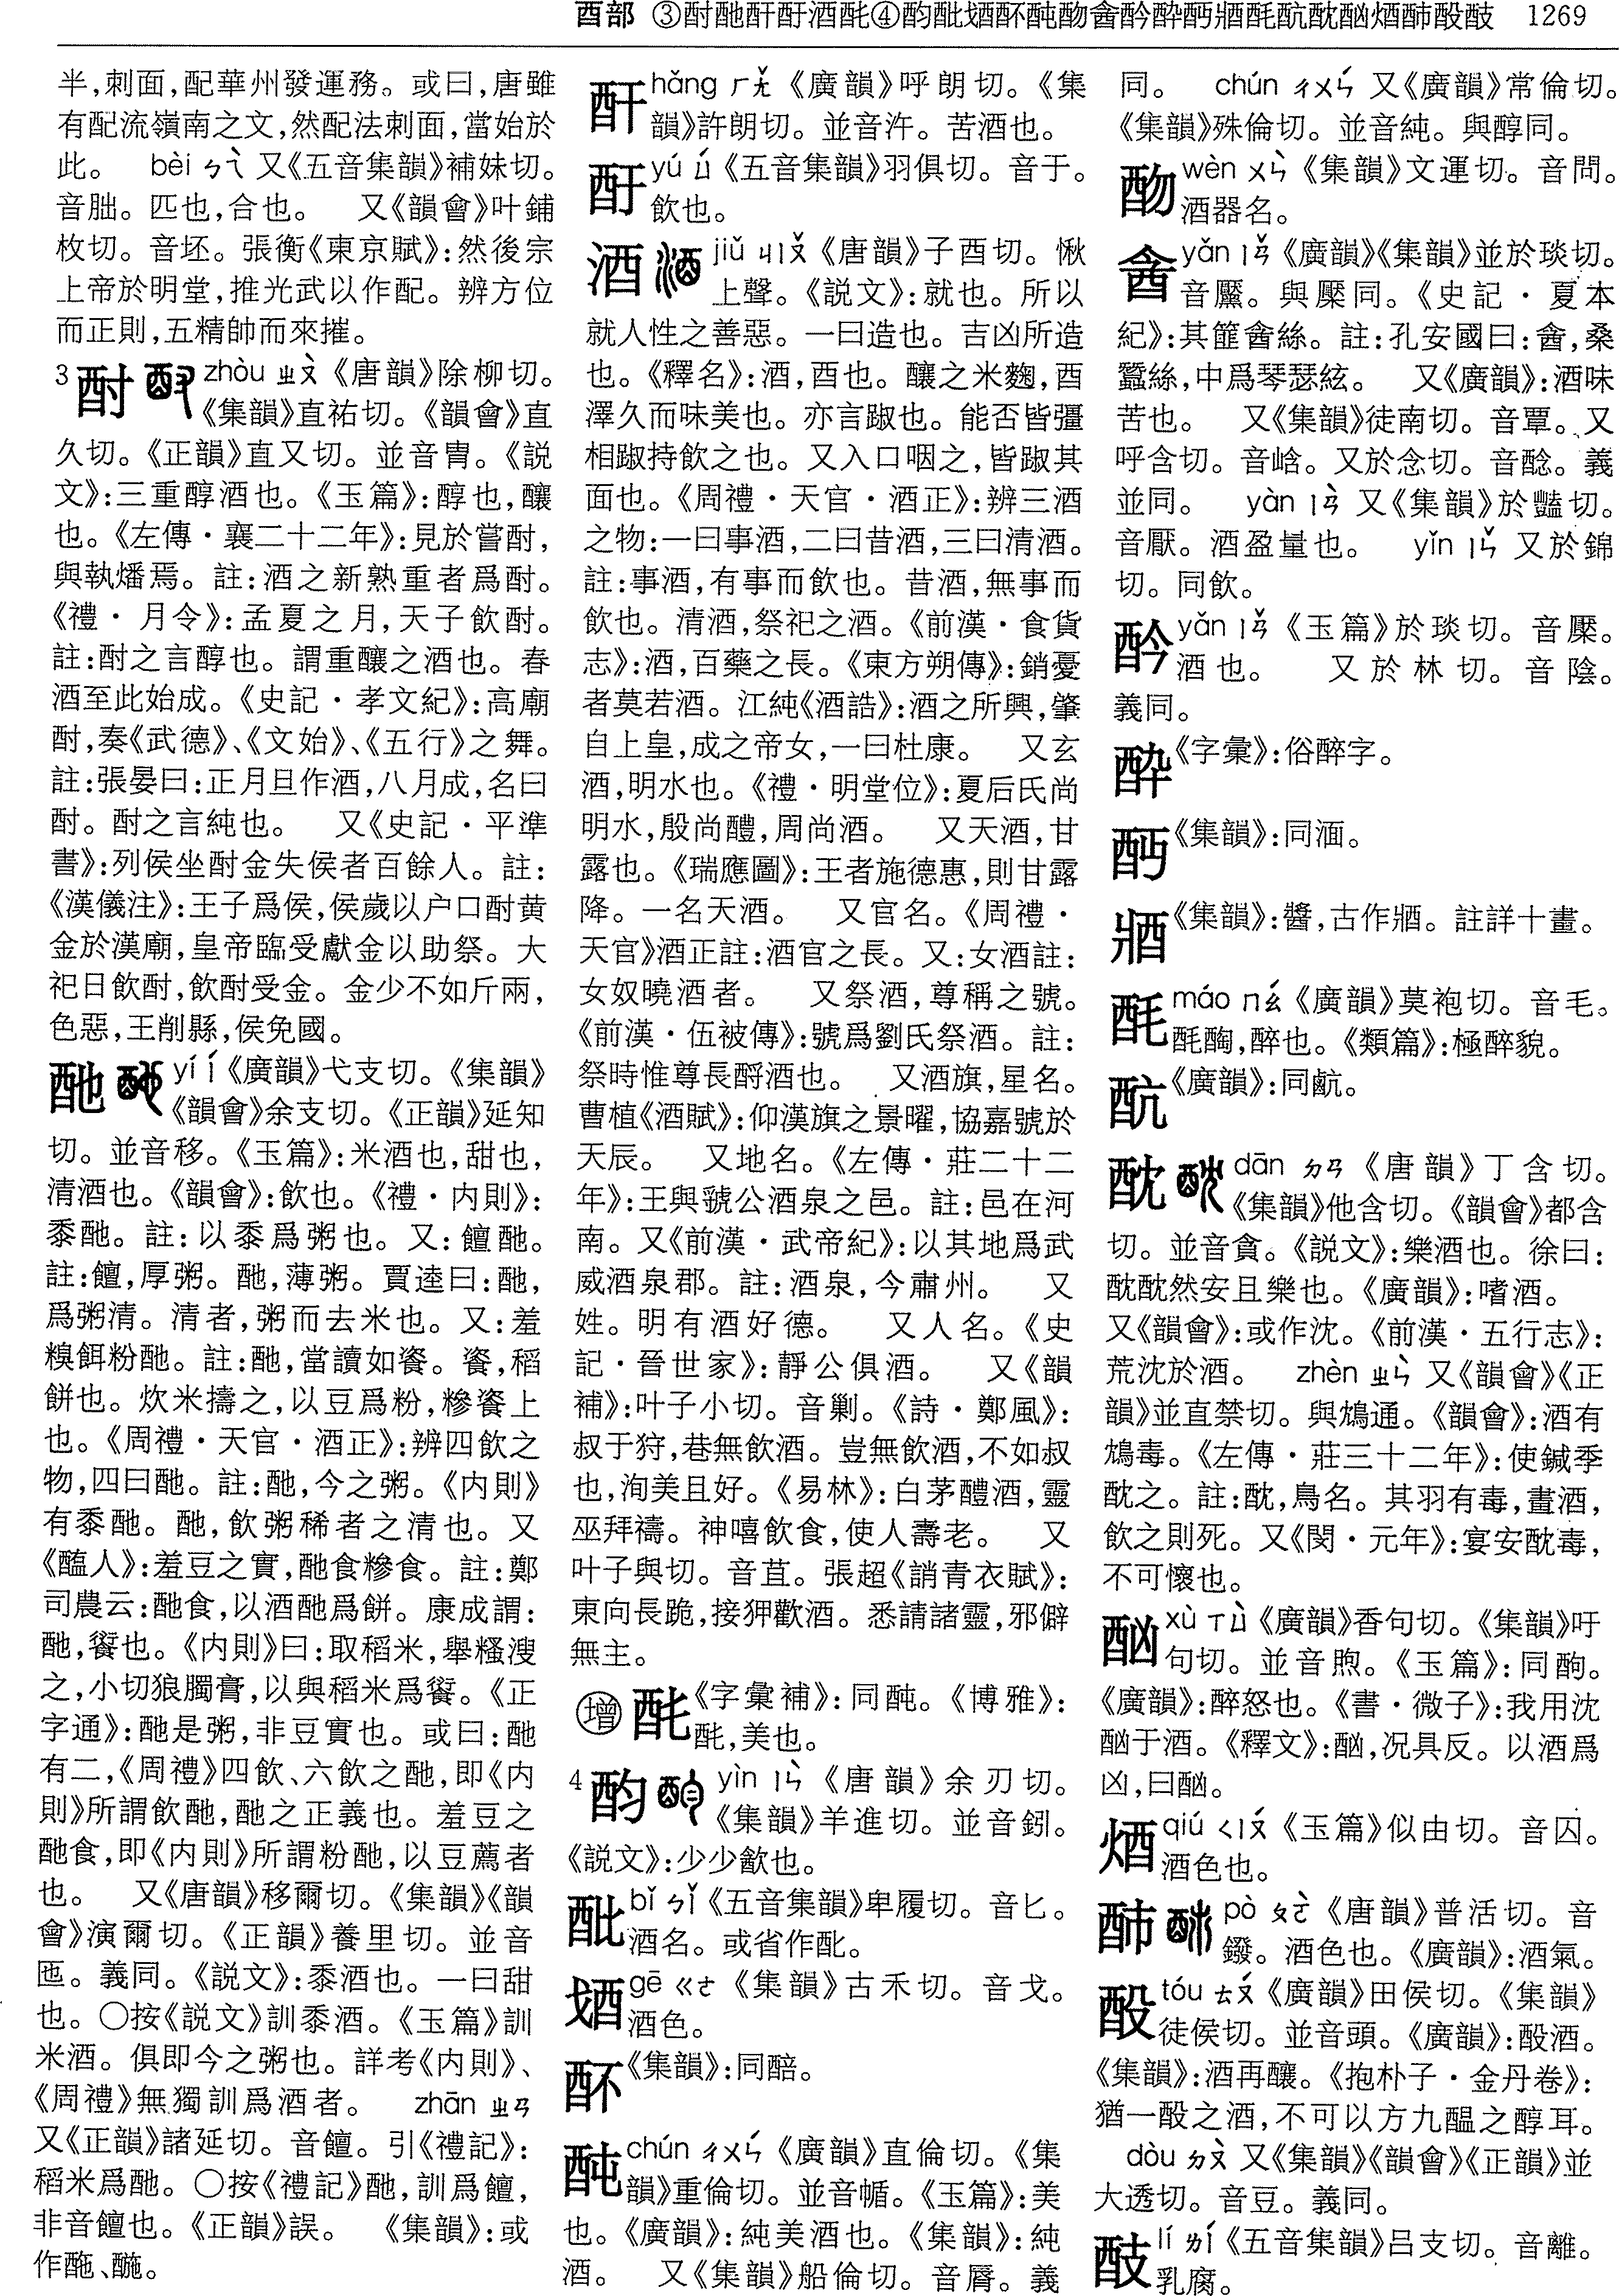 酉部 ③酎酏酐酑酒酕④酌酓酖酗 1269
半,刺面,配華州發運務。或曰,唐雖
有配流嶺南之文,然配法刺面,當始於
此。 bèi ㄅㄟˋ 又《五音集韻》補妹切。
音朏。匹也,合也。 又《韻會》叶鋪
枚切。音坯。張衡《東京賦》:然後宗
上帝於明堂,推光武以作配。辨方位
而正則,五精帥而來摧。
3 酎 zhòu ㄓㄡˋ 《唐韻》除柳切。
《集韻》直祐切。《韻會》直
久切。《正韻》直又切。並音胄。《説
文》:三重醇酒也。《玉篇》:醇也,釀
也。《左傳・襄二十二年》:見於嘗酎,
與執燔焉。註:酒之新熟重者爲酎。
《禮・月令》:孟夏之月,天子飲酎。
註:酎之言醇也。謂重釀之酒也。春
酒至此始成。《史記・孝文紀》:高廟
酎,奏《武德》、《文始》、《五行》之舞。
註:張晏曰:正月旦作酒,八月成,名曰
酎。酎之言純也。 又《史記・平準
書》:列侯坐酎金失侯者百餘人。註:
《漢儀注》:王子爲侯,侯歲以户口酎黄
金於漢廟,皇帝臨受獻金以助祭。大
祀日飲酎,飲酎受金。金少不如斤兩,
色惡,王削縣,侯免國。
酏 yí ㄧˊ 《廣韻》弋支切。《集韻》
《韻會》余支切。《正韻》延知
切。並音移。《玉篇》:米酒也,甜也,
清酒也。《韻會》:飲也。《禮・内則》:
黍酏。註:以黍爲粥也。又:饘酏。
註:饘,厚粥。酏,薄粥。賈逵曰:酏,
爲粥清。清者,粥而去米也。又:羞
糗餌粉酏。註:酏,當讀如餈。餈,稻
餅也。炊米擣之,以豆爲粉,糝餈上
也。《周禮・天官・酒正》:辨四飲之
物,四曰酏。註:酏,今之粥。《内則》
有黍酏。酏,飲粥稀者之清也。又
《醢人》:羞豆之實,酏食糝食。註:鄭
司農云:酏食,以酒酏爲餅。康成謂:
酏,䬳也。《内則》曰:取稻米,舉糔溲
之,小切狼臅膏,以與稻米爲䬳。《正
字通》:酏是粥,非豆實也。或曰:酏
有二,《周禮》四飲、六飲之酏,即《内
則》所謂飲酏,酏之正義也。羞豆之
酏食,即《内則》所謂粉酏,以豆薦者
也。 又《唐韻》移爾切。《集韻》《韻
會》演爾切。《正韻》養里切。並音
匜。義同。《説文》:黍酒也。一曰甜
也。〇按《説文》訓黍酒。《玉篇》訓
米酒。俱即今之粥也。詳考《内則》、
《周禮》無獨訓爲酒者。 zhān ㄓㄢ
又《正韻》諸延切。音饘。引《禮記》:
稻米爲酏。〇按《禮記》酏,訓爲饘,
非音饘也。《正韻》誤。 《集韻》:或
作
酐 hǎng ㄏㄤˇ 《廣韻》呼朗切。《集
韻》許朗切。並音汻。苦酒也。
酑 yú ㄩˊ 《五音集韻》羽俱切。音于。
飲也。
酒 jiǔ ㄐㄧㄡˇ 《唐韻》子酉切。愀
上聲。《説文》:就也。所以
就人性之善惡。一曰造也。吉凶所造
也。《釋名》:酒,酉也。釀之米麴,酉
澤久而味美也。亦言踧也。能否皆彊
相踧持飲之也。又入口咽之,皆踧其
面也。《周禮・天官・酒正》:辨三酒
之物:一曰事酒,二曰昔酒,三曰清酒。
註:事酒,有事而飲也。昔酒,無事而
飲也。清酒,祭祀之酒。《前漢・食貨
志》:酒,百藥之長。《東方朔傳》:銷憂
者莫若酒。江純《酒誥》:酒之所興,肇
自上皇,成之帝女,一曰杜康。 又玄
酒,明水也。《禮・明堂位》:夏后氏尚
明水,殷尚醴,周尚酒。 又天酒,甘
露也。《瑞應圖》:王者施德惠,則甘露
降。一名天酒。 又官名。《周禮・
天官》酒正註:酒官之長。又:女酒註:
女奴曉酒者。 又祭酒,尊稱之號。
《前漢・伍被傳》:號爲劉氏祭酒。註:
祭時惟尊長酹酒也。 又酒旗,星名。
曹植《酒賦》:仰漢旗之景曜,協嘉號於
天辰。 又地名。《左傳・莊二十二
年》:王與虢公酒泉之邑。註:邑在河
南。又《前漢・武帝紀》:以其地爲武
威酒泉郡。註:酒泉,今肅州。 又
姓。明有酒好德。 又人名。《史
記・晉世家》:靜公俱酒。 又《韻
補》:叶子小切。音剿。《詩・鄭風》:
叔于狩,巷無飲酒。豈無飲酒,不如叔
也,洵美且好。《易林》:白茅醴酒,靈
巫拜禱。神嘻飲食,使人壽老。 又
叶子與切。音苴。張超《誚青衣賦》:
東向長跪,接狎歡酒。悉請諸靈,邪僻
無主。
增 《字彙補》:同酏。《博雅》:
美也。
4 酳 yìn ㄧㄣˋ 《唐韻》余刃切。
《集韻》羊進切。並音釰。
《説文》:少少㱃也。
bǐ ㄅㄧˇ 《五音集韻》卑履切。音匕。
酒名。或省作
gē ㄍㄜ 《集韻》古禾切。音戈。
酒色。
《集韻》:同醅。
chún ㄔㄨㄣˊ 《廣韻》直倫切。《集
韻》重倫切。並音㡒。《玉篇》:美
也。《廣韻》:純美酒也。《集韻》:純
酒。 又《集韻》船倫切。音脣。義
同。 chún ㄔㄨㄣˊ 又《廣韻》常倫切。
《集韻》殊倫切。並音純。與醇同。
wèn ㄨㄣˋ 《集韻》文運切。音問。
酒器名。
酓 yǎn ㄧㄢˇ 《廣韻》《集韻》並於琰切。
音黶。與檿同。《史記・夏本
紀》:其篚酓絲。註:孔安國曰:酓,桑
蠶絲,中爲琴瑟絃。 又《廣韻》:酒味
苦也。 又《集韻》徒南切。音覃。又
呼含切。音峆。又於念切。音酓。義
並同。 yàn ㄧㄢˋ 又《集韻》於豔切。
音厭。酒盈量也。 yǐn ㄧㄣˇ 又於錦
切。同飲。
yǎn ㄧㄢˇ 《玉篇》於琰切。音檿。
酒也。 又於林切。音陰。
義同。
酔 《字彙》:俗醉字。
《集韻》:同湎。
《集韻》:醬,古作 註詳十畫。
酕 máo ㄇㄠˊ 《廣韻》莫袍切。音毛。
酕醄,醉也。《類篇》:極醉貌。
《廣韻》:同
酖 dān ㄉㄢ 《唐韻》丁含切。
《集韻》他含切。《韻會》都含
切。並音貪。《説文》:樂酒也。徐曰:
酖酖然安且樂也。《廣韻》:嗜酒。
又《韻會》:或作沈。《前漢・五行志》:
荒沈於酒。 zhèn ㄓㄣˋ 又《韻會》《正
韻》並直禁切。與鴆通。《韻會》:酒有
鴆毒。《左傳・莊三十二年》:使鍼季
酖之。註:酖,鳥名。其羽有毒,畫酒,
飲之則死。又《閔・元年》:宴安酖毒,
不可懷也。
酗 xù ㄒㄩˋ 《廣韻》香句切。《集韻》吁
句切。並音煦。《玉篇》:同酌。
《廣韻》:醉怒也。《書・微子》:我用沈
酗于酒。《釋文》:酗,况具反。以酒爲
凶,曰酗。
qiú ㄑㄧㄡˊ 《玉篇》似由切。音囚。
酒色也。
pò ㄆㄛˋ 《唐韻》普活切。音
鏺。酒色也。《廣韻》:酒氣。
酘 tóu ㄊㄡˊ 《廣韻》田侯切。《集韻》
徒侯切。並音頭。《廣韻》:酘酒。
《集韻》:酒再釀。《抱朴子・金丹卷》:
猶一酘之酒,不可以方九醖之醇耳。
dòu ㄉㄡˋ 又《集韻》《韻會》《正韻》並
大透切。音豆。義同。
lí ㄌㄧˊ 《五音集韻》吕支切。音離。
乳腐。